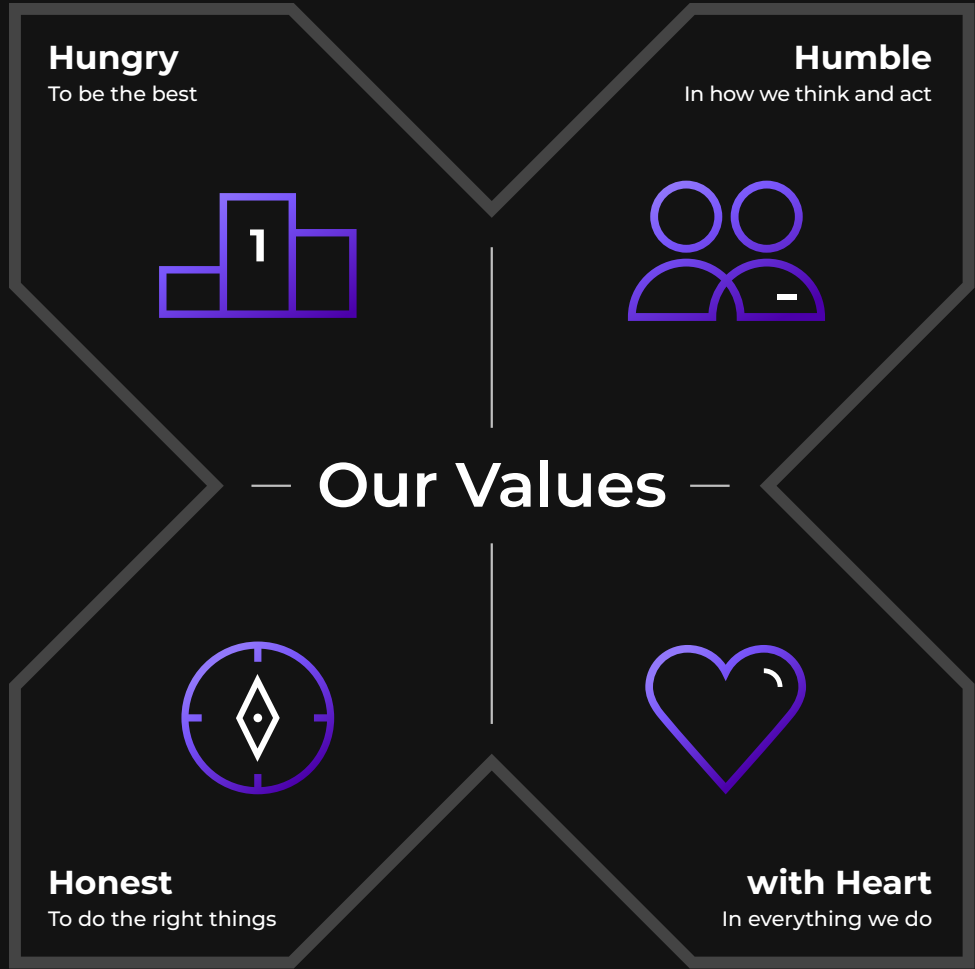 Hungry
To be the best
Humble
In how we think and act
1
Our Values
Honest
To do the right things
with Heart
In everything we do